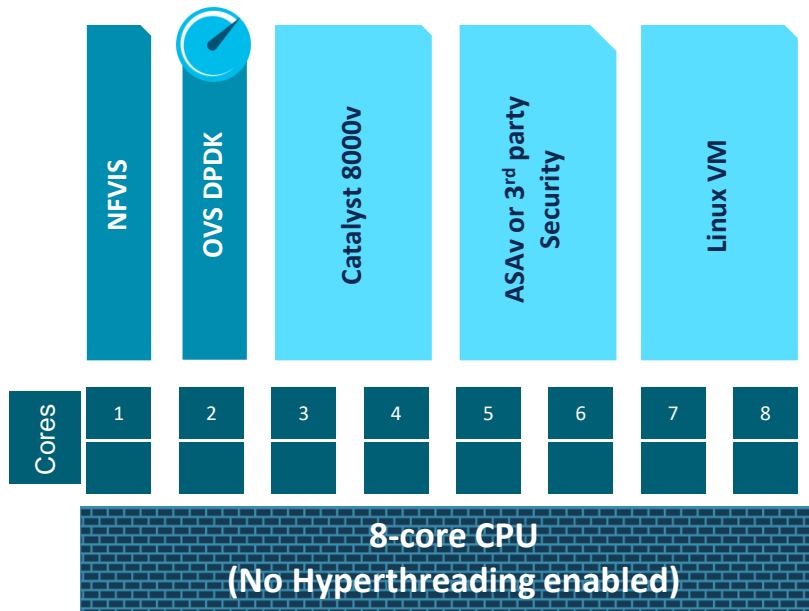 NFVIS
OVS DPDK
Catalyst 8000v
ASAv or 3rd party
Security
Linux VM
Cores
1
2
3
4
5
6
7
8
8-core CPU
(No Hyperthreading enabled)